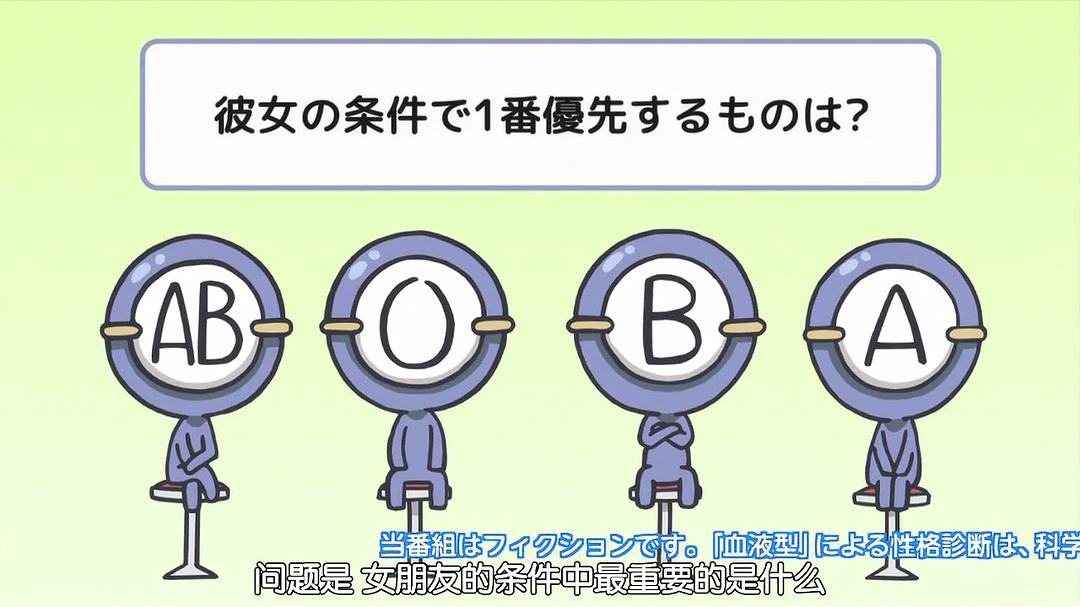 彼女の条件で1番優先するものは?
AB
O
B
A
当番組はフィクションです。「血液型」による性格診断は、科学
问题是 女朋友的条件中最重要的是什么